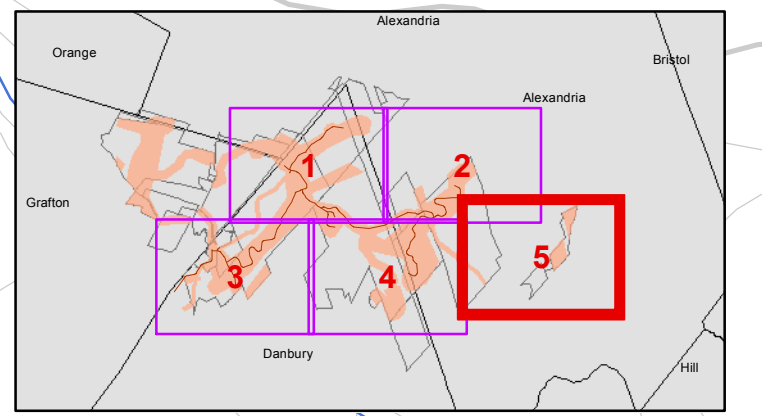 Alexandria
Orange
Bristol
Alexandria
1
2
Grafton
5
3
4
Danbury
Hill